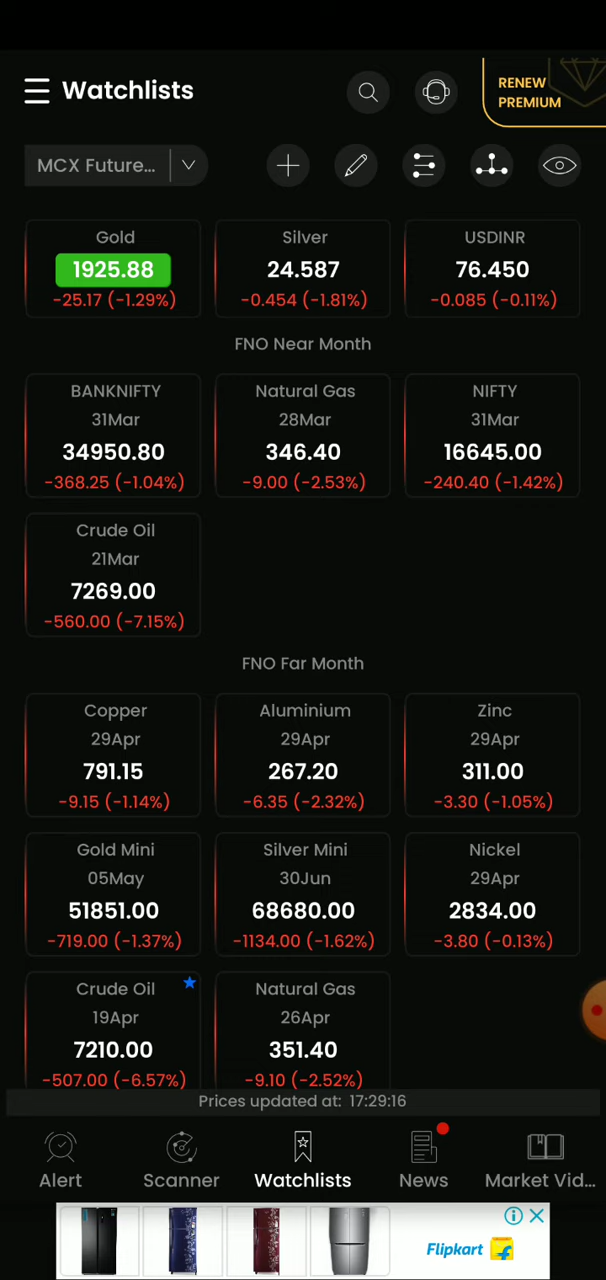 Watchlists
RENEW
PREMIUM
MCX Future...
Gold Silver USDINR
1925.88 24.587 76.450
-25.17 (-1.29%) -0.454 (-1.81%) -0.085 (-0.11%)
FNO Near Month
BANKNIFTY Natural Gas NIFTY
31Mar 28Mar 31Mar
34950.80 346.40 16645.00
-368.25 (-1.04%) -9.00 (-2.53%) -240.40 (-1.42%)
Crude Oil
21Mar
7269.00
-560.00 (-7.15%)
FNO Far Month
Copper Aluminium Zinc
29Apr 29Apr 29Apr
791.15 267.20 311.00
-9.15 (-1.14%) -6.35 (-2.32%) -3.30 (-1.05%)
Gold Mini Silver Mini Nickel
05May 30Jun 29Apr
51851.00 68680.00 2834.00
-719.00 (-1.37%) -1134.00 (-1.62%) -3.80 (-0.13%)
Crude Oil Natural Gas
19Apr 26Apr
7210.00 351.40
-507.00 (-6.57%) -9.10 (-2.52%)
Prices updated at: 17:29:16
Alert Scanner Watchlists News Market Vid...
Flipkart